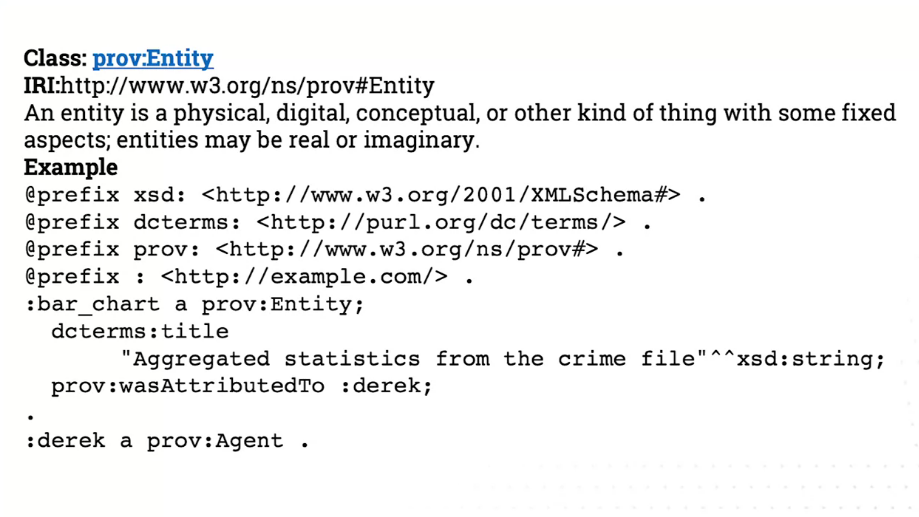 Class: prov:Entity
IRI:http://www.w3.org/ns/prov#Entity
An entity is a physical, digital, conceptual, or other kind of thing with some fixed
aspects; entities may be real or imaginary.
Example
@prefix xsd: <http://www.w3.org/2001/XMLSchema#> .
@prefix dcterms: <http://purl.org/dc/terms/> .
@prefix prov: <http://www.w3.org/ns/prov#> .
@prefix : <http://example.com/> .
:bar_chart a prov:Entity;
  dcterms:title
       "Aggregated statistics from the crime file"^^xsd:string;
  prov:wasAttributedTo :derek;
.
:derek a prov:Agent .